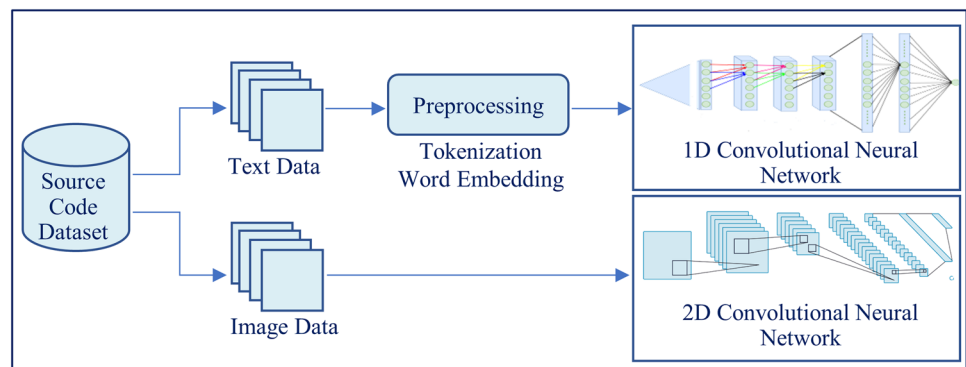 Source
Code
Dataset
Text Data
Preprocessing
Tokenization
Word Embedding
1D Convolutional Neural
Network
Image Data
2D Convolutional Neural
Network